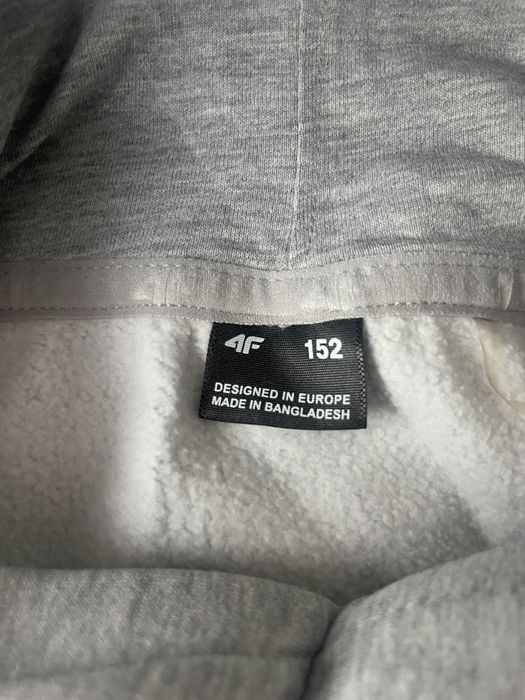 4F 152
DESIGNED IN EUROPE
MADE IN BANGLADESH